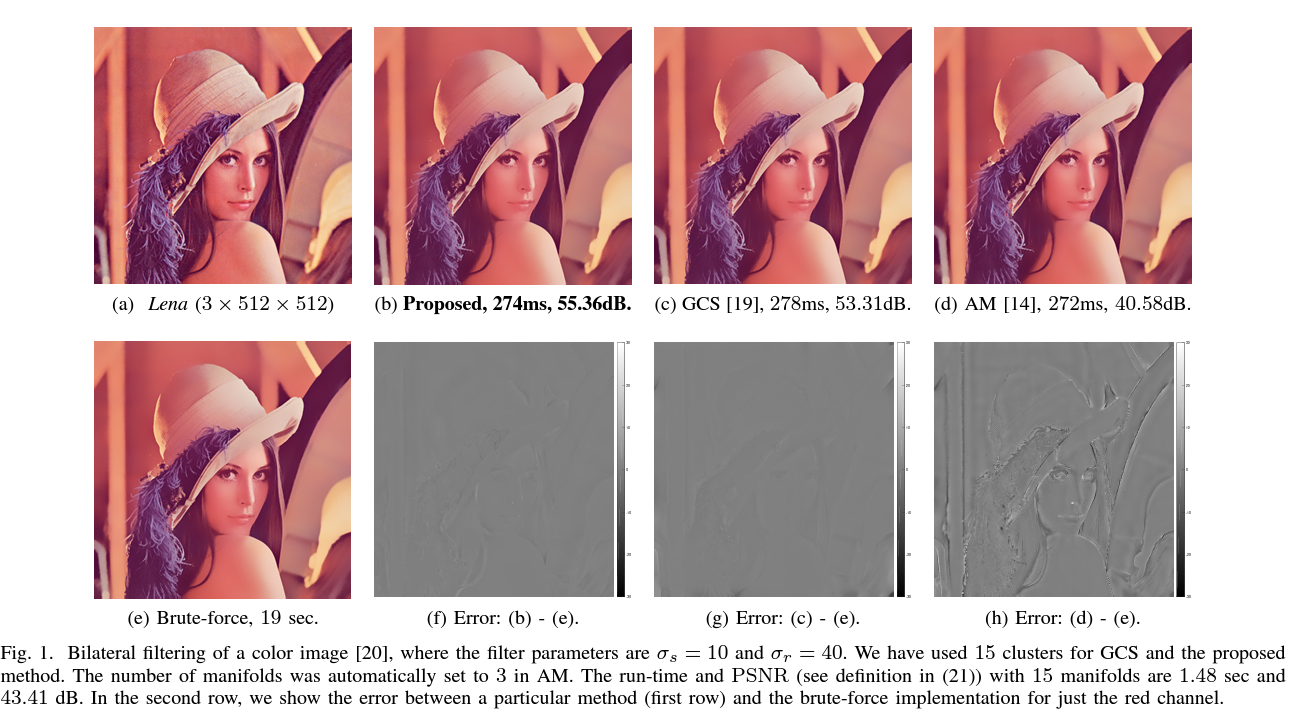 (a) Lena (3 × 512 × 512)
(b) Proposed, 274ms, 55.36dB.
(c) GCS [19], 278ms, 53.31dB.
(d) AM [14], 272ms, 40.58dB.
(e) Brute-force, 19 sec.
(f) Error: (b) - (e).
(g) Error: (c) - (e).
(h) Error: (d) - (e).
Fig. 1. Bilateral filtering of a color image [20], where the filter parameters are σs = 10 and σr = 40. We have used 15 clusters for GCS and the proposed
method. The number of manifolds was automatically set to 3 in AM. The run-time and PSNR (see definition in (21)) with 15 manifolds are 1.48 sec and
43.41 dB. In the second row, we show the error between a particular method (first row) and the brute-force implementation for just the red channel.